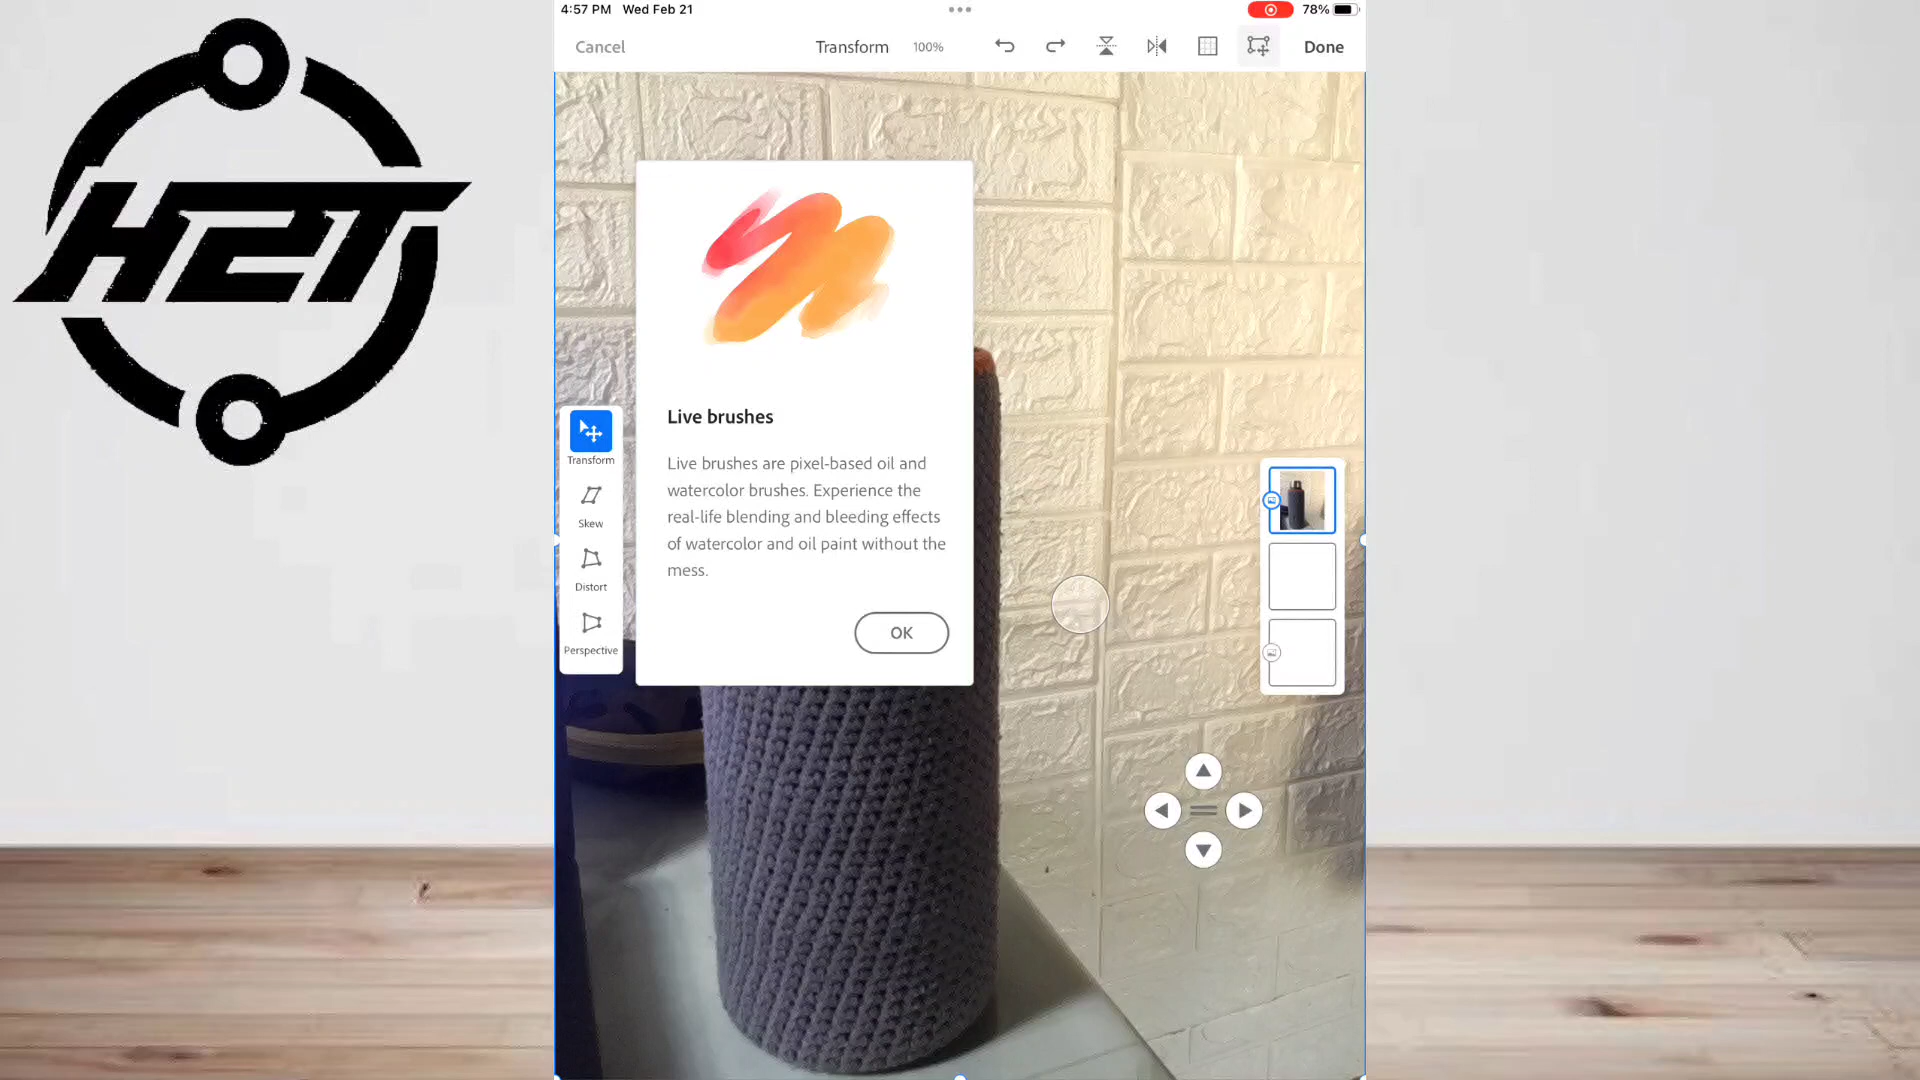 4:57 PM Wed Feb 21
78%
Cancel
Transform 100%
Done
H2T
Live brushes
Live brushes are pixel-based oil and
watercolor brushes. Experience the
real-life blending and bleeding effects
of watercolor and oil paint without the
mess.
OK
Transform
Skew
Distort
Perspective